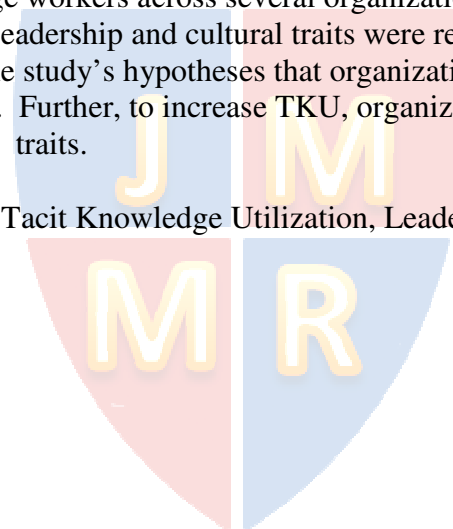 ge workers across several organizatio
eadership and cultural traits were re
e study's hypotheses that organizati
. Further, to increase TKU, organiz
traits.
Tacit Knowledge Utilization, Leade
J M
M R